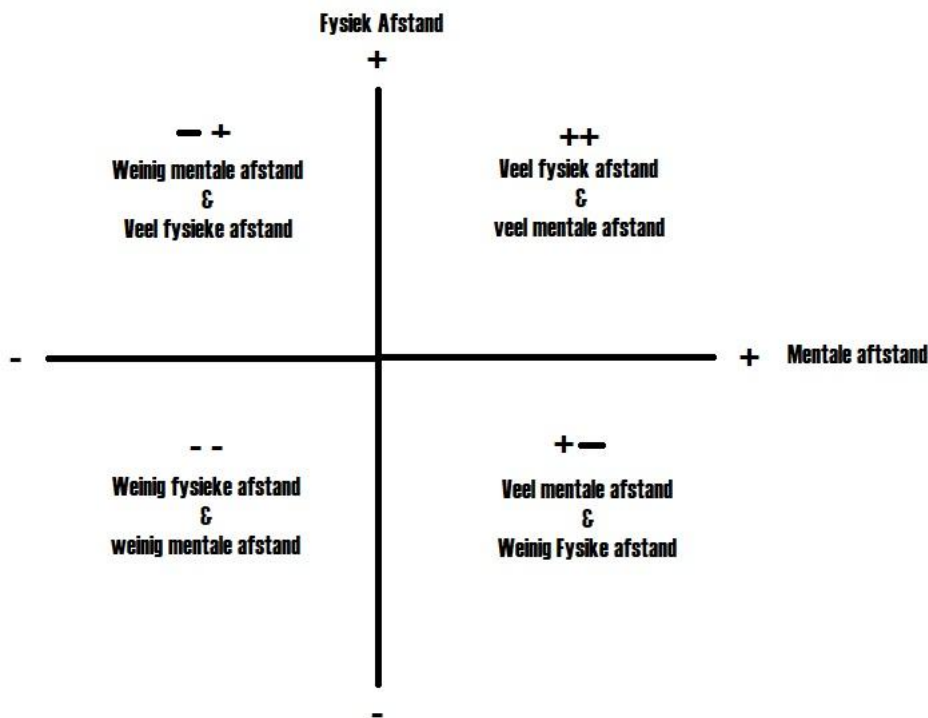 Fysiek Afstand
+
- +
Weinig mentale afstand
&
Veel fysieke afstand
++
Veel fysiek afstand
&
veel mentale afstand
-
+ Mentale aftstand
- -
Weinig fysieke afstand
&
weinig mentale afstand
+-
Veel mentale afstand
&
Weinig Fysike afstand
-